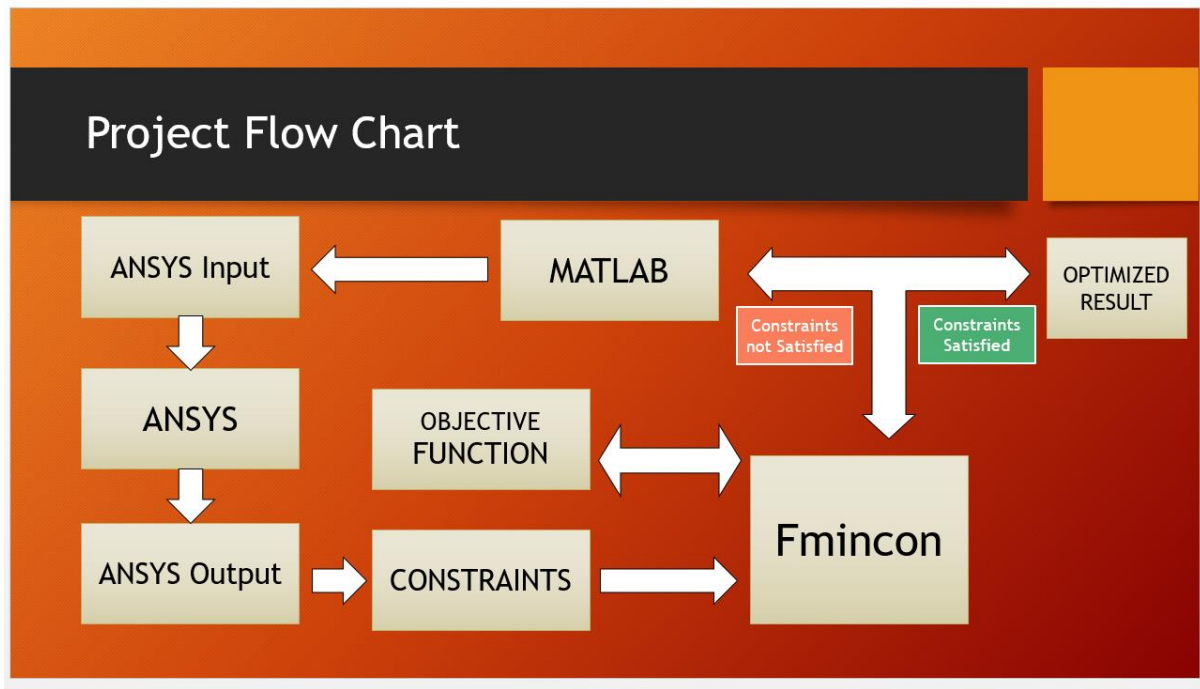 Project Flow Chart
ANSYS Input
MATLAB
OPTIMIZED
RESULT
Constraints
not Satisfied
Constraints
Satisfied
ANSYS
OBJECTIVE
FUNCTION
Fmincon
ANSYS Output
CONSTRAINTS